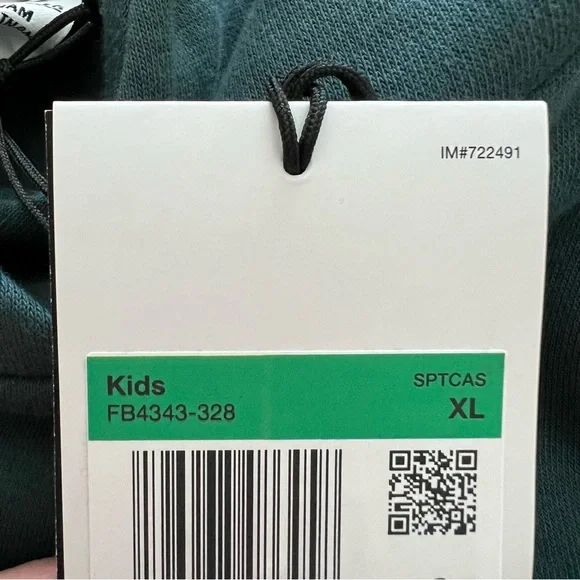 IM#722491
Kids
SPTCAS
FB4343-328
XL